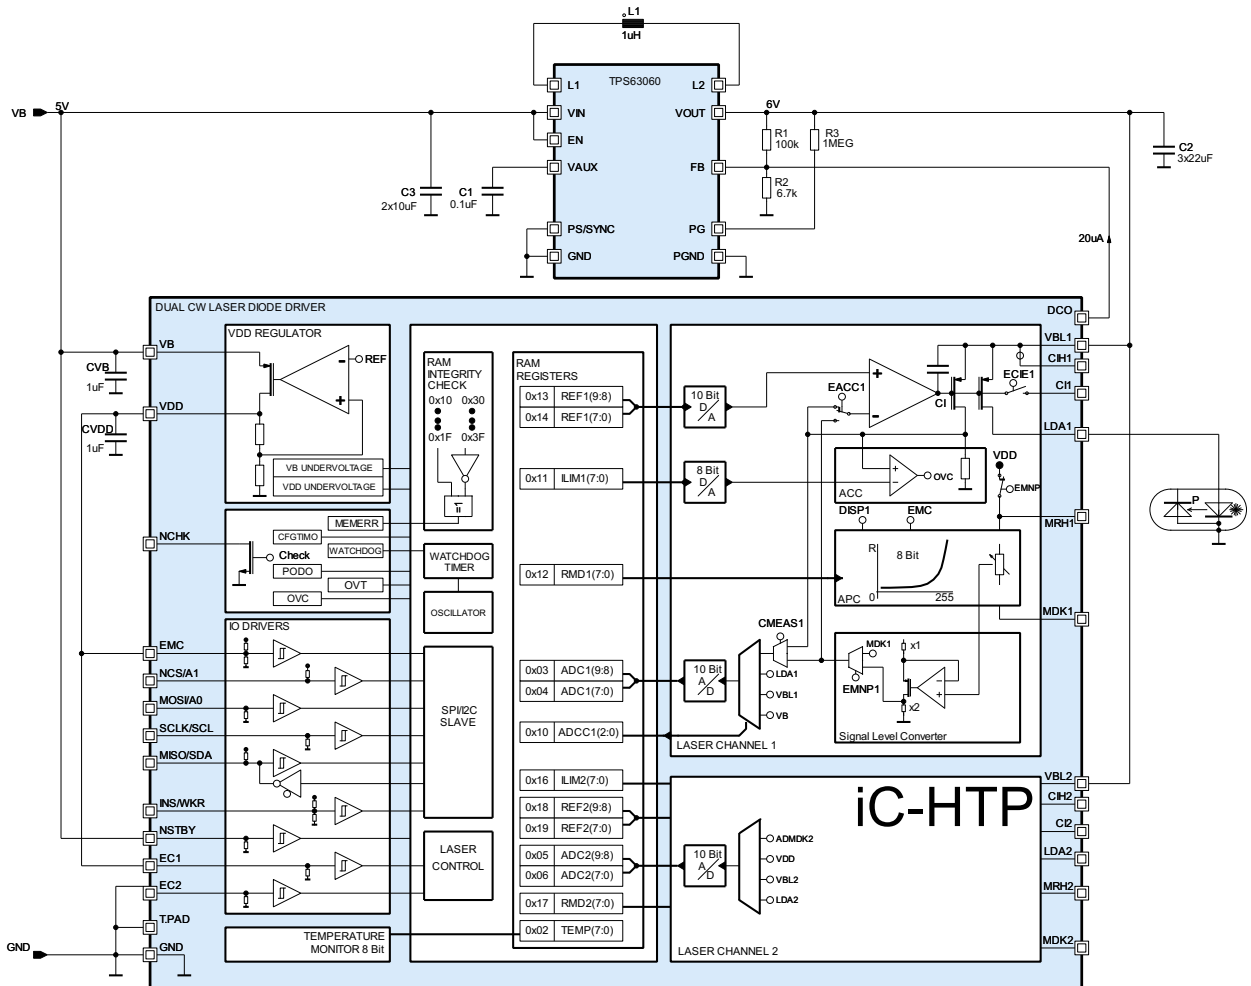 L1
1uH
TPS63060
L1
L2
VB
5V
VIN
VOUT
6V
EN
R1
100k
R3
1MEG
C2
3x22uF
VAUX
FB
C3
2x10uF
C1
0.1uF
R2
6.7k
PS/SYNC
PG
GND
PGND
20uA
DUAL CW LASER DIODE DRIVER
DCO
VDD REGULATOR
VB
VBL1
CIH1
CI1
LDA1
CVB
1uF
VDD
CVDD
1uF
REF
-
+
VB UNDERVOLTAGE
VDD UNDERVOLTAGE
RAM
INTEGRITY
CHECK
0x10 0x30
0x1F 0x3F
=1
RAM
REGISTERS
0x13 REF1(9:8)
0x14 REF1(7:0)
10 Bit
D/A
EACC1
+
-
CI
ECIE1
0x11 ILIM1(7:0)
8 Bit
D/A
+
-
OVC
ACC
VDD
EMNP
MRH1
P
NCHK
Check
MEMERR
CFGTIMO
WATCHDOG
PODO
OVT
OVC
WATCHDOG
TIMER
OSCILLATOR
0x12 RMD1(7:0)
DISP1
EMC
R
8 Bit
0
255
APC
MDK1
IO DRIVERS
EMC
NCS/A1
MOSI/A0
SCLK/SCL
MISO/SDA
INS/WKR
NSTBY
EC1
EC2
T.PAD
GND
GND
SPI/I2C
SLAVE
LASER
CONTROL
0x03 ADC1(9:8)
0x04 ADC1(7:0)
0x10 ADCC1(2:0)
10 Bit
A/D
CMEAS1
LDA1
VBL1
VB
MDK1
EMNP1
x1
x2
-
+
Signal Level Converter
LASER CHANNEL 1
0x16 ILIM2(7:0)
0x18 REF2(9:8)
0x19 REF2(7:0)
0x05 ADC2(9:8)
0x06 ADC2(7:0)
0x17 RMD2(7:0)
0x02 TEMP(7:0)
10 Bit
A/D
ADMDK2
VDD
VBL2
LDA2
iC-HTP
VBL2
CIH2
CI2
LDA2
MRH2
MDK2
TEMPERATURE
MONITOR 8 Bit
LASER CHANNEL 2